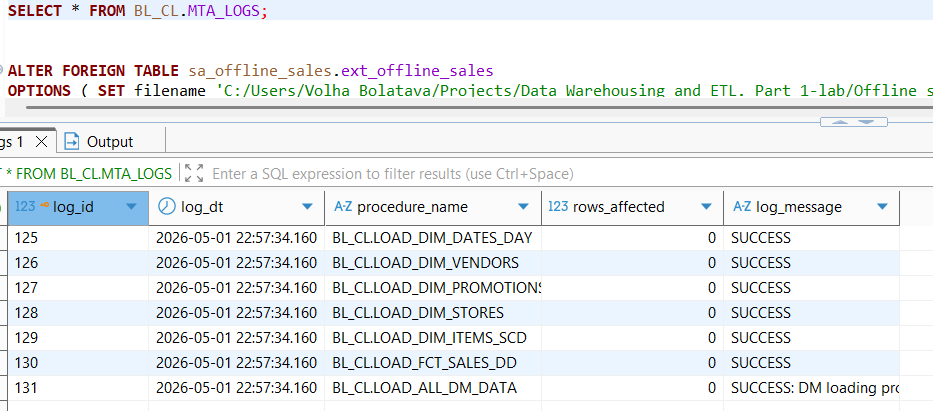 SELECT * FROM BL_CL.MTA_LOGS;
ALTER FOREIGN TABLE sa_offline_sales.ext_offline_sales
OPTIONS ( SET filename 'C:/Users/Volha Bolatava/Projects/Data Warehousing and ETL. Part 1-lab/Offline s
gs 1 Output
T * FROM BL_CL.MTA_LOGS Enter a SQL expression to filter results (use Ctrl+Space)
123 log_id log_dt A-Z procedure_name 123 rows_affected A-Z log_message
125 2026-05-01 22:57:34.160 BL_CL.LOAD_DIM_DATES_DAY 0 SUCCESS
126 2026-05-01 22:57:34.160 BL_CL.LOAD_DIM_VENDORS 0 SUCCESS
127 2026-05-01 22:57:34.160 BL_CL.LOAD_DIM_PROMOTIONS 0 SUCCESS
128 2026-05-01 22:57:34.160 BL_CL.LOAD_DIM_STORES 0 SUCCESS
129 2026-05-01 22:57:34.160 BL_CL.LOAD_DIM_ITEMS_SCD 0 SUCCESS
130 2026-05-01 22:57:34.160 BL_CL.LOAD_FCT_SALES_DD 0 SUCCESS
131 2026-05-01 22:57:34.160 BL_CL.LOAD_ALL_DM_DATA 0 SUCCESS: DM loading pro